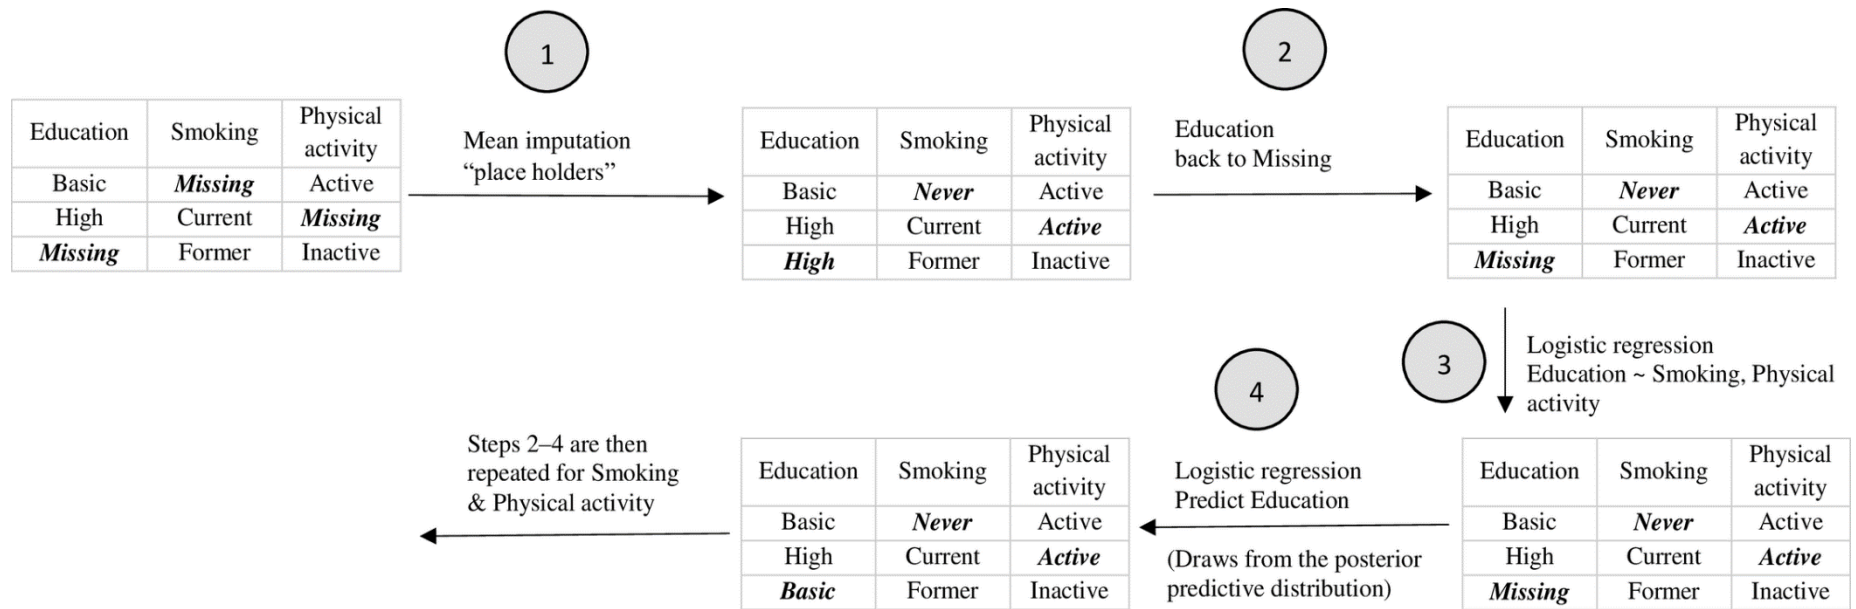 1
2
Education Smoking Physical
activity
Basic Missing Active
High Current Missing
Missing Former Inactive
Mean imputation
“place holders”
Education Smoking Physical
activity
Basic Never Active
High Current Active
High Former Inactive
Education
back to Missing
Education Smoking Physical
activity
Basic Never Active
High Current Active
Missing Former Inactive
3
Logistic regression
Education ~ Smoking, Physical
activity
Education Smoking Physical
activity
Basic Never Active
High Current Active
Missing Former Inactive
4
Logistic regression
Predict Education
(Draws from the posterior
predictive distribution)
Education Smoking Physical
activity
Basic Never Active
High Current Active
Basic Former Inactive
Steps 2–4 are then
repeated for Smoking
& Physical activity